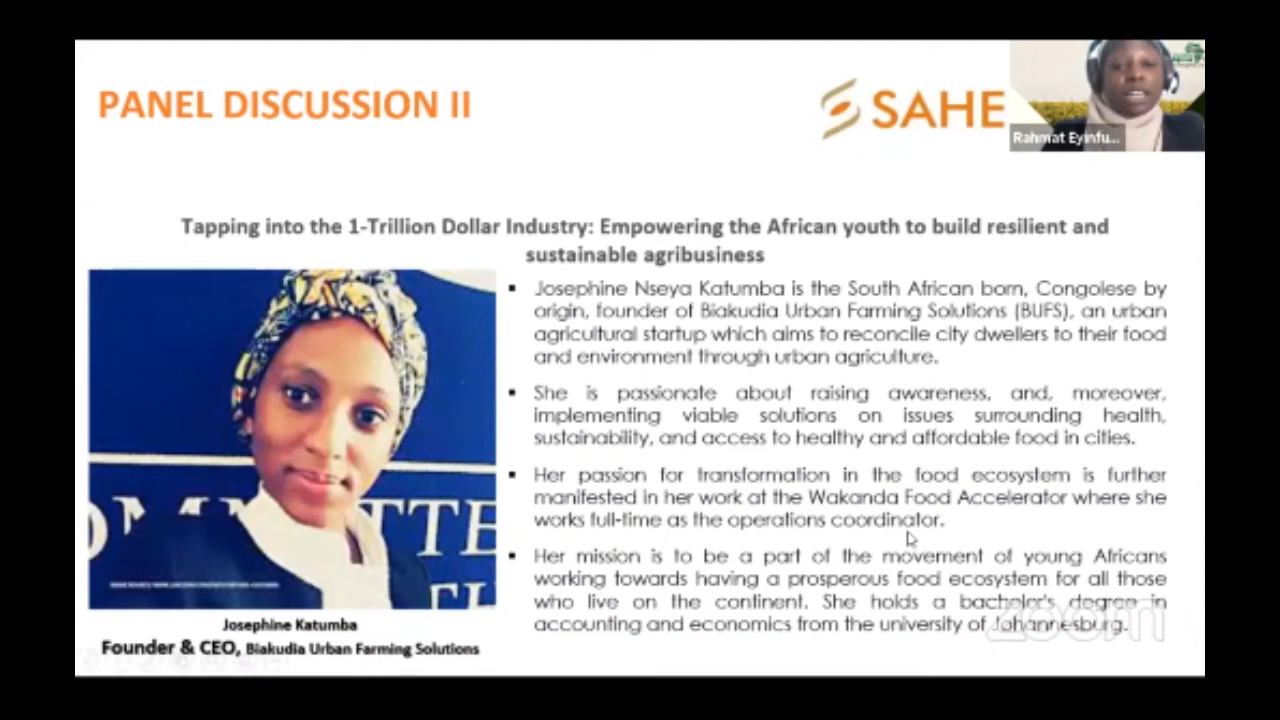 PANEL DISCUSSION II
SAHE
Rahmat Eyinfu...
Tapping into the 1-Trillion Dollar Industry: Empowering the African youth to build resilient and
sustainable agribusiness
▪ Josephine Nseya Katumba is the South African born, Congolese by
origin, founder of Biakudia Urban Farming Solutions (BUFS), an urban
agricultural startup which aims to reconcile city dwellers to their food
and environment through urban agriculture.
▪ She is passionate about raising awareness, and, moreover,
implementing viable solutions on issues surrounding health,
sustainability, and access to healthy and affordable food in cities.
▪ Her passion for transformation in the food ecosystem is further
manifested in her work at the Wakanda Food Accelerator where she
works full-time as the operations coordinator.
▪ Her mission is to be a part of the movement of young Africans
working towards having a prosperous food ecosystem for all those
who live on the continent. She holds a bachelor's degree in
accounting and economics from the university of Johannesburg.
zoom
Josephine Katumba
Founder & CEO, Biakudia Urban Farming Solutions